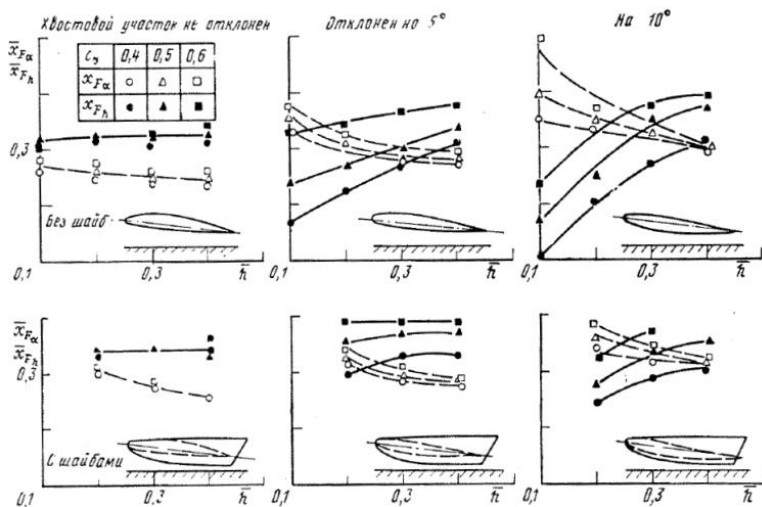 Хвостовой участок не отклонен
Отклонен на 5°
На 10°
x̄Fα
x̄Fh
Cy 0,4 0,5 0,6
xFα
xFh
0,3
Без шайб
0,1 0,3 h̄
0,1 0,3 h̄
0,1 0,3 h̄
x̄Fα
x̄Fh
0,3
С шайбами
0,1 0,3 h̄
0,1 0,3 h̄
0,1 0,3 h̄